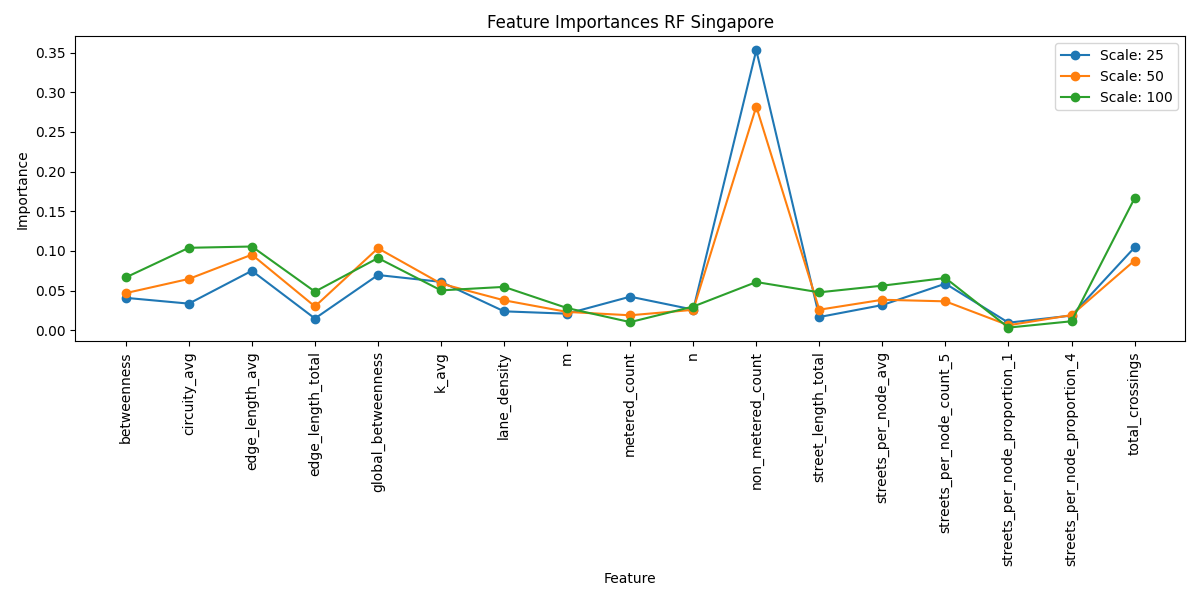 Feature Importances RF Singapore
Scale: 25
Scale: 50
Scale: 100
Importance
0.35
0.30
0.25
0.20
0.15
0.10
0.05
0.00
betweenness
circuity_avg
edge_length_avg
edge_length_total
global_betweenness
k_avg
lane_density
m
metered_count
n
non_metered_count
street_length_total
streets_per_node_avg
streets_per_node_count_5
streets_per_node_proportion_1
streets_per_node_proportion_4
total_crossings
Feature